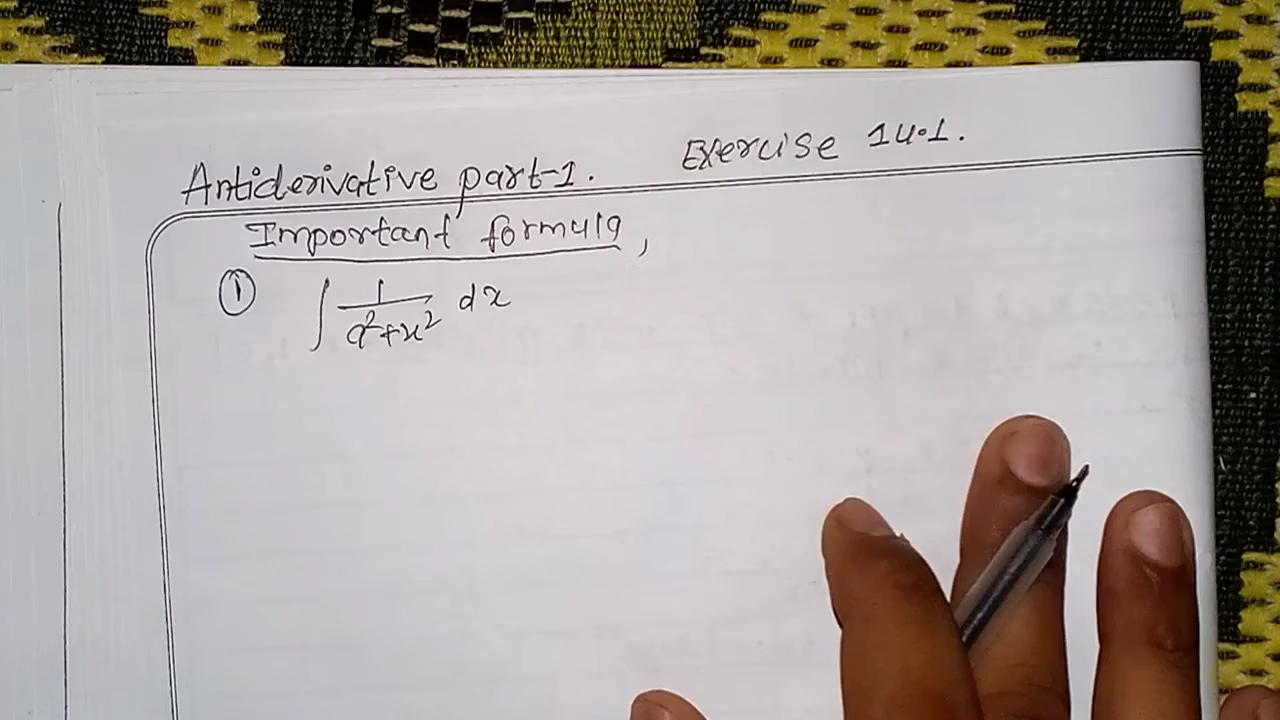 Antiderivative part-1. Exercise 14.1.
Important formula,
① ∫ 1/(a²+x²) dx